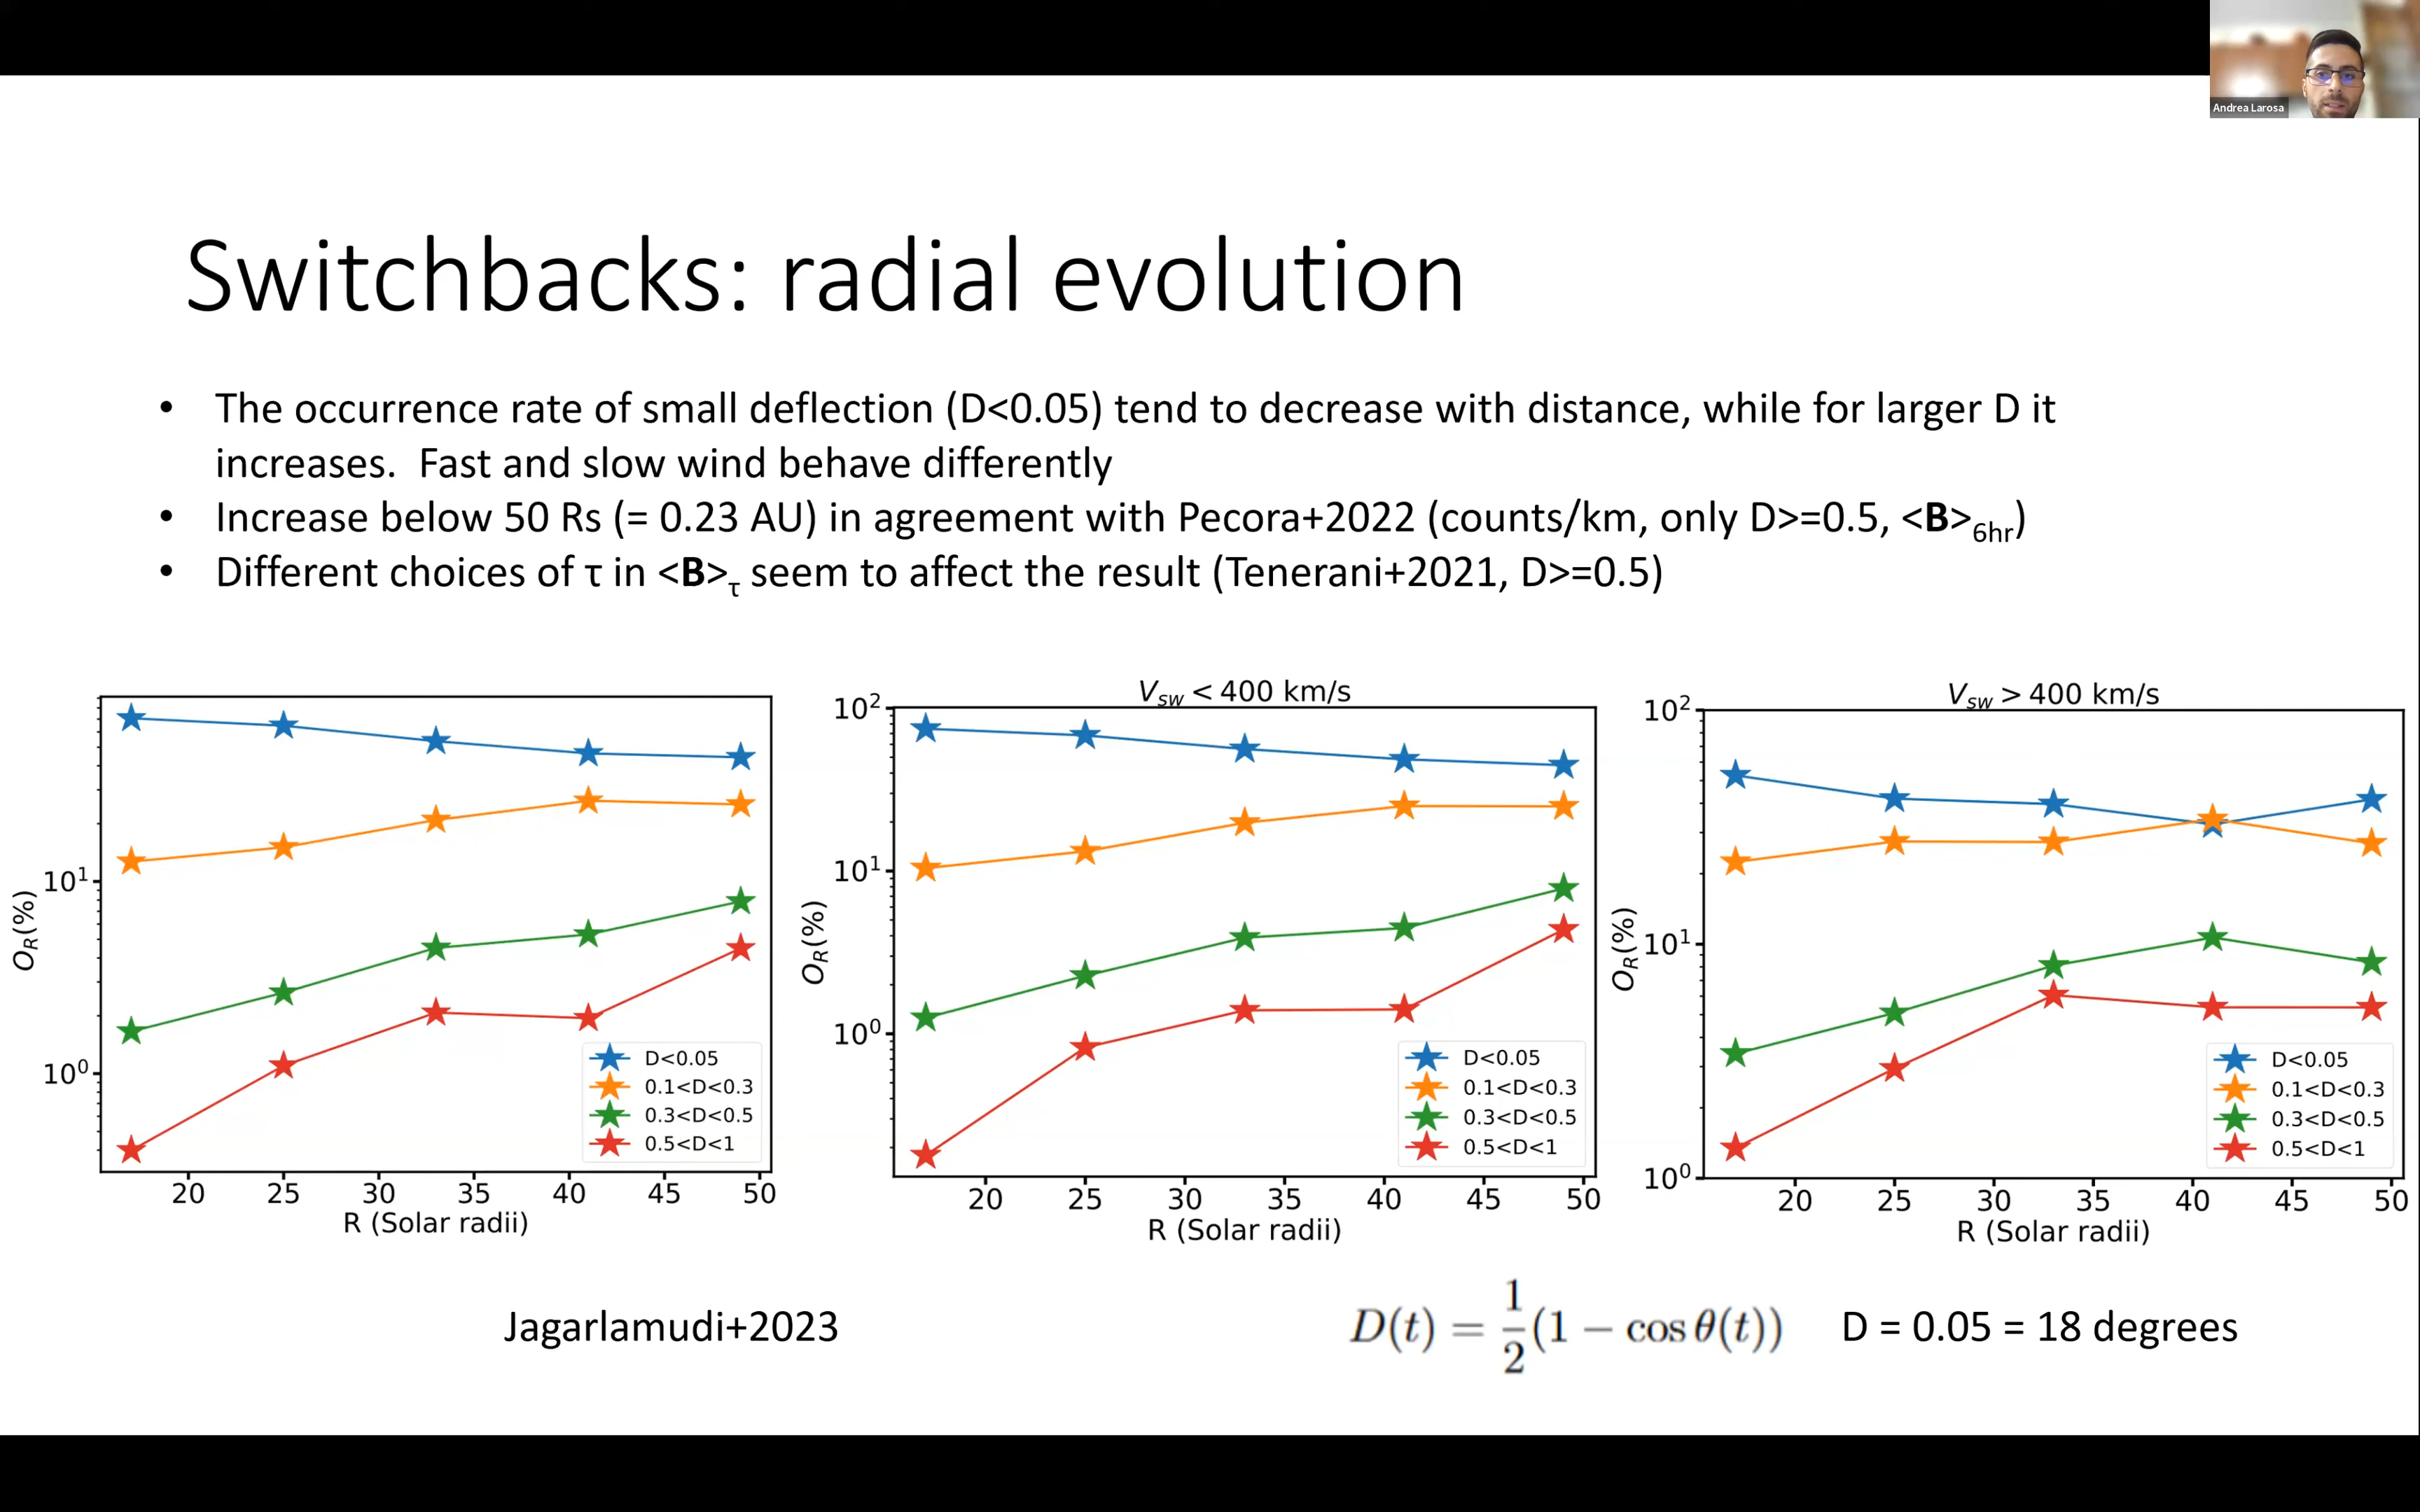 Andrea Larosa
Switchbacks: radial evolution
• The occurrence rate of small deflection (D<0.05) tend to decrease with distance, while for larger D it
increases.  Fast and slow wind behave differently
• Increase below 50 Rs (= 0.23 AU) in agreement with Pecora+2022 (counts/km, only D>=0.5, <B>6hr)
• Different choices of τ in <B>τ seem to affect the result (Tenerani+2021, D>=0.5)
O_R(%)
10^1
10^0
D<0.05
0.1<D<0.3
0.3<D<0.5
0.5<D<1
20 25 30 35 40 45 50
R (Solar radii)
V_sw < 400 km/s
O_R(%)
10^2
10^1
10^0
D<0.05
0.1<D<0.3
0.3<D<0.5
0.5<D<1
20 25 30 35 40 45 50
R (Solar radii)
V_sw > 400 km/s
O_R(%)
10^2
10^1
10^0
D<0.05
0.1<D<0.3
0.3<D<0.5
0.5<D<1
20 25 30 35 40 45 50
R (Solar radii)
Jagarlamudi+2023
D(t) = 1/2(1 − cos θ(t))
D = 0.05 = 18 degrees